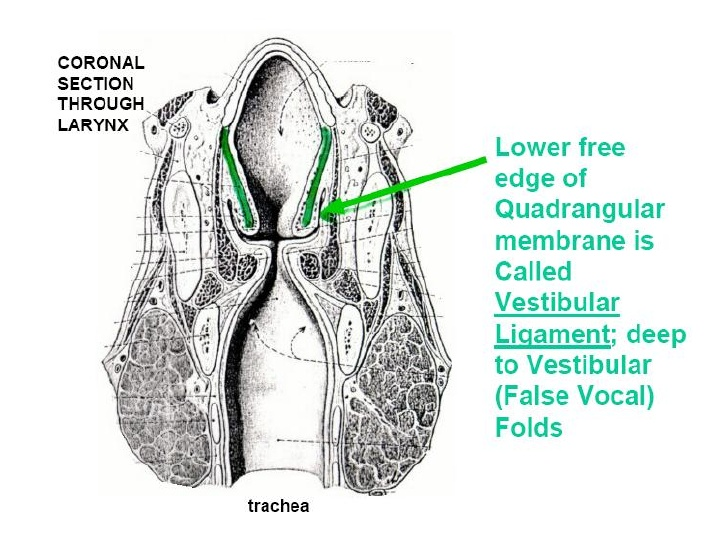 CORONAL
SECTION
THROUGH
LARYNX
Lower free
edge of
Quadrangular
membrane is
Called
Vestibular
Ligament; deep
to Vestibular
(False Vocal)
Folds
trachea